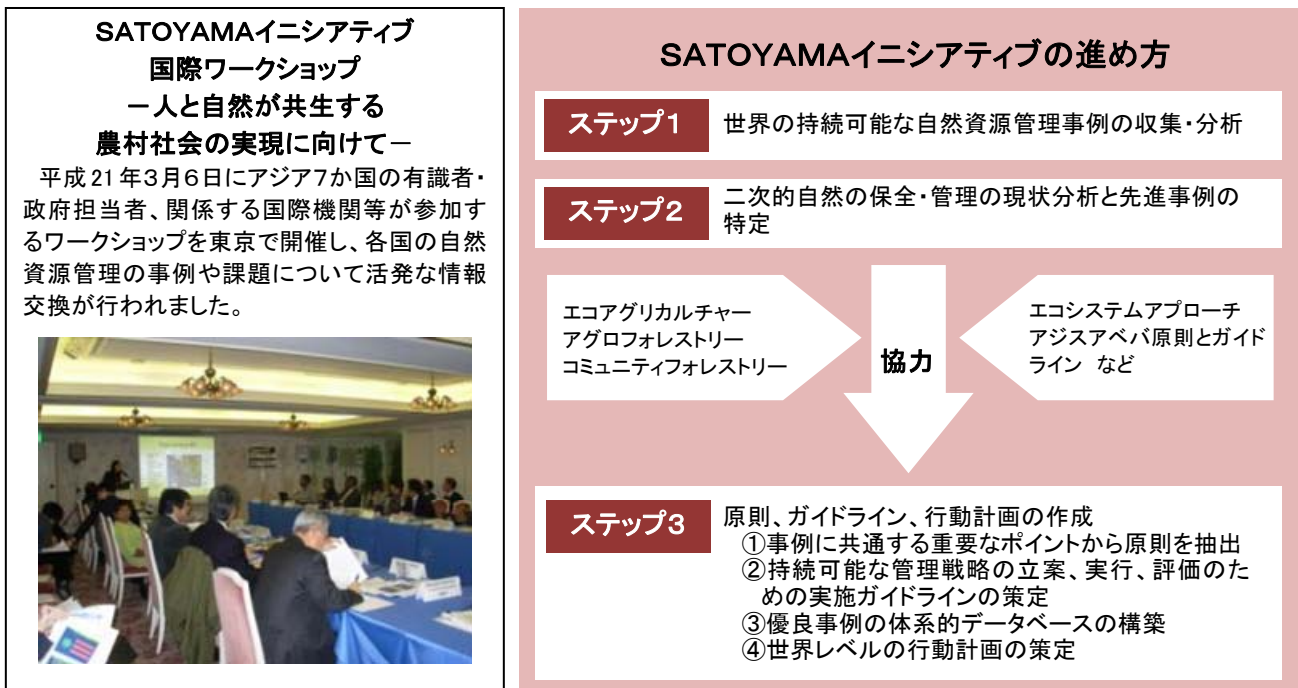 SATOYAMAイニシアティブ
国際ワークショップ
－人と自然が共生する
農村社会の実現に向けて－
平成21年3月6日にアジア7か国の有識者・
政府担当者、関係する国際機関等が参加す
るワークショップを東京で開催し、各国の自然
資源管理の事例や課題について活発な情報
交換が行われました。
SATOYAMAイニシアティブの進め方
ステップ1
世界の持続可能な自然資源管理事例の収集・分析
ステップ2
二次的自然の保全・管理の現状分析と先進事例の
特定
エコアグリカルチャー
アグロフォレストリー
コミュニティフォレストリー
協力
エコシステムアプローチ
アジスアベバ原則とガイド
ライン など
ステップ3
原則、ガイドライン、行動計画の作成
①事例に共通する重要なポイントから原則を抽出
②持続可能な管理戦略の立案、実行、評価のた
めの実施ガイドラインの策定
③優良事例の体系的データベースの構築
④世界レベルの行動計画の策定